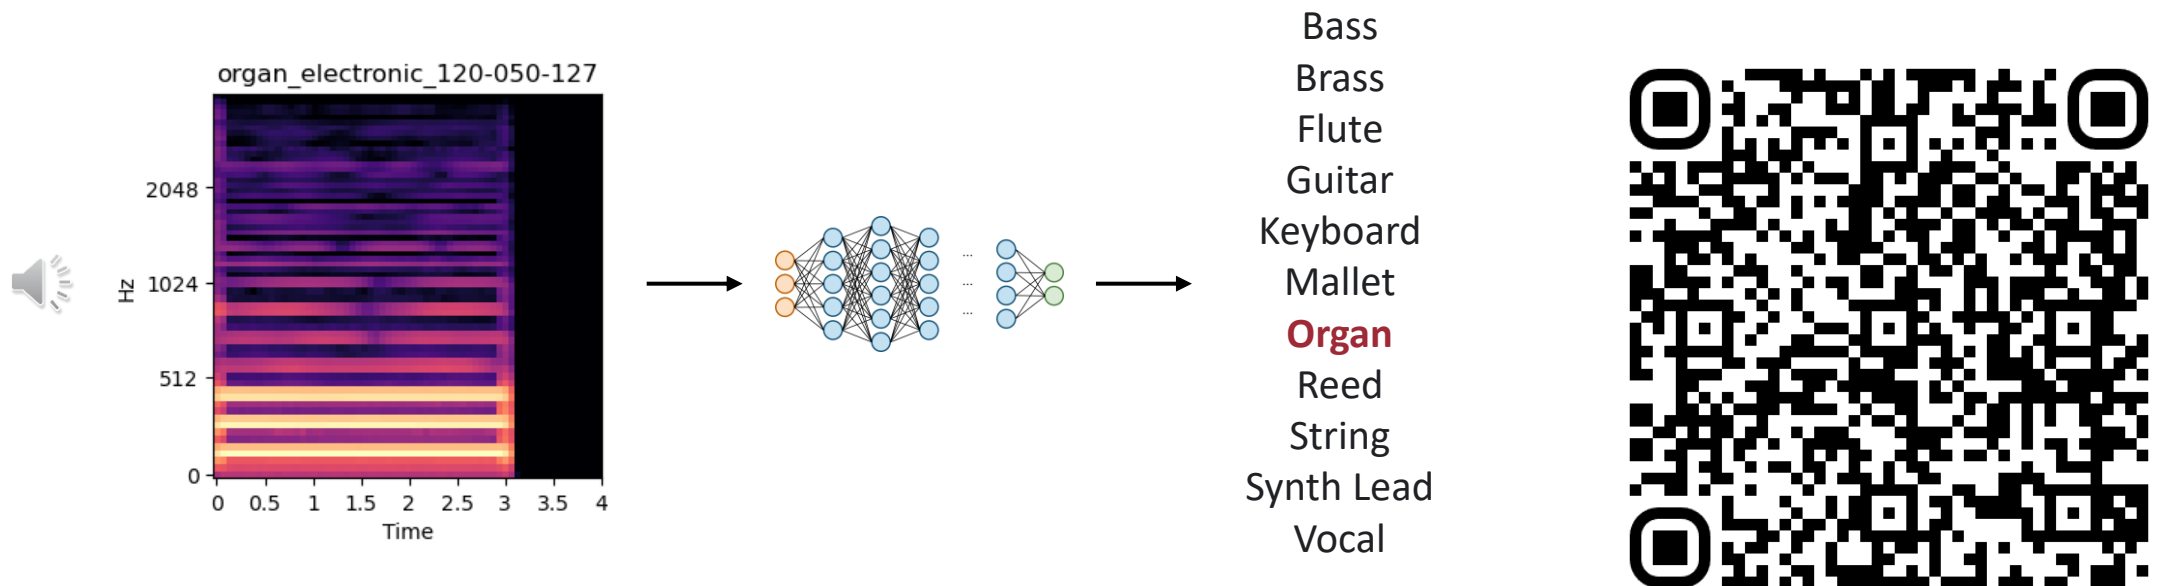 organ_electronic_120-050-127
Hz
2048
1024
512
0
0 0.5 1 1.5 2 2.5 3 3.5 4
Time
...
...
...
Bass
Brass
Flute
Guitar
Keyboard
Mallet
Organ
Reed
String
Synth Lead
Vocal